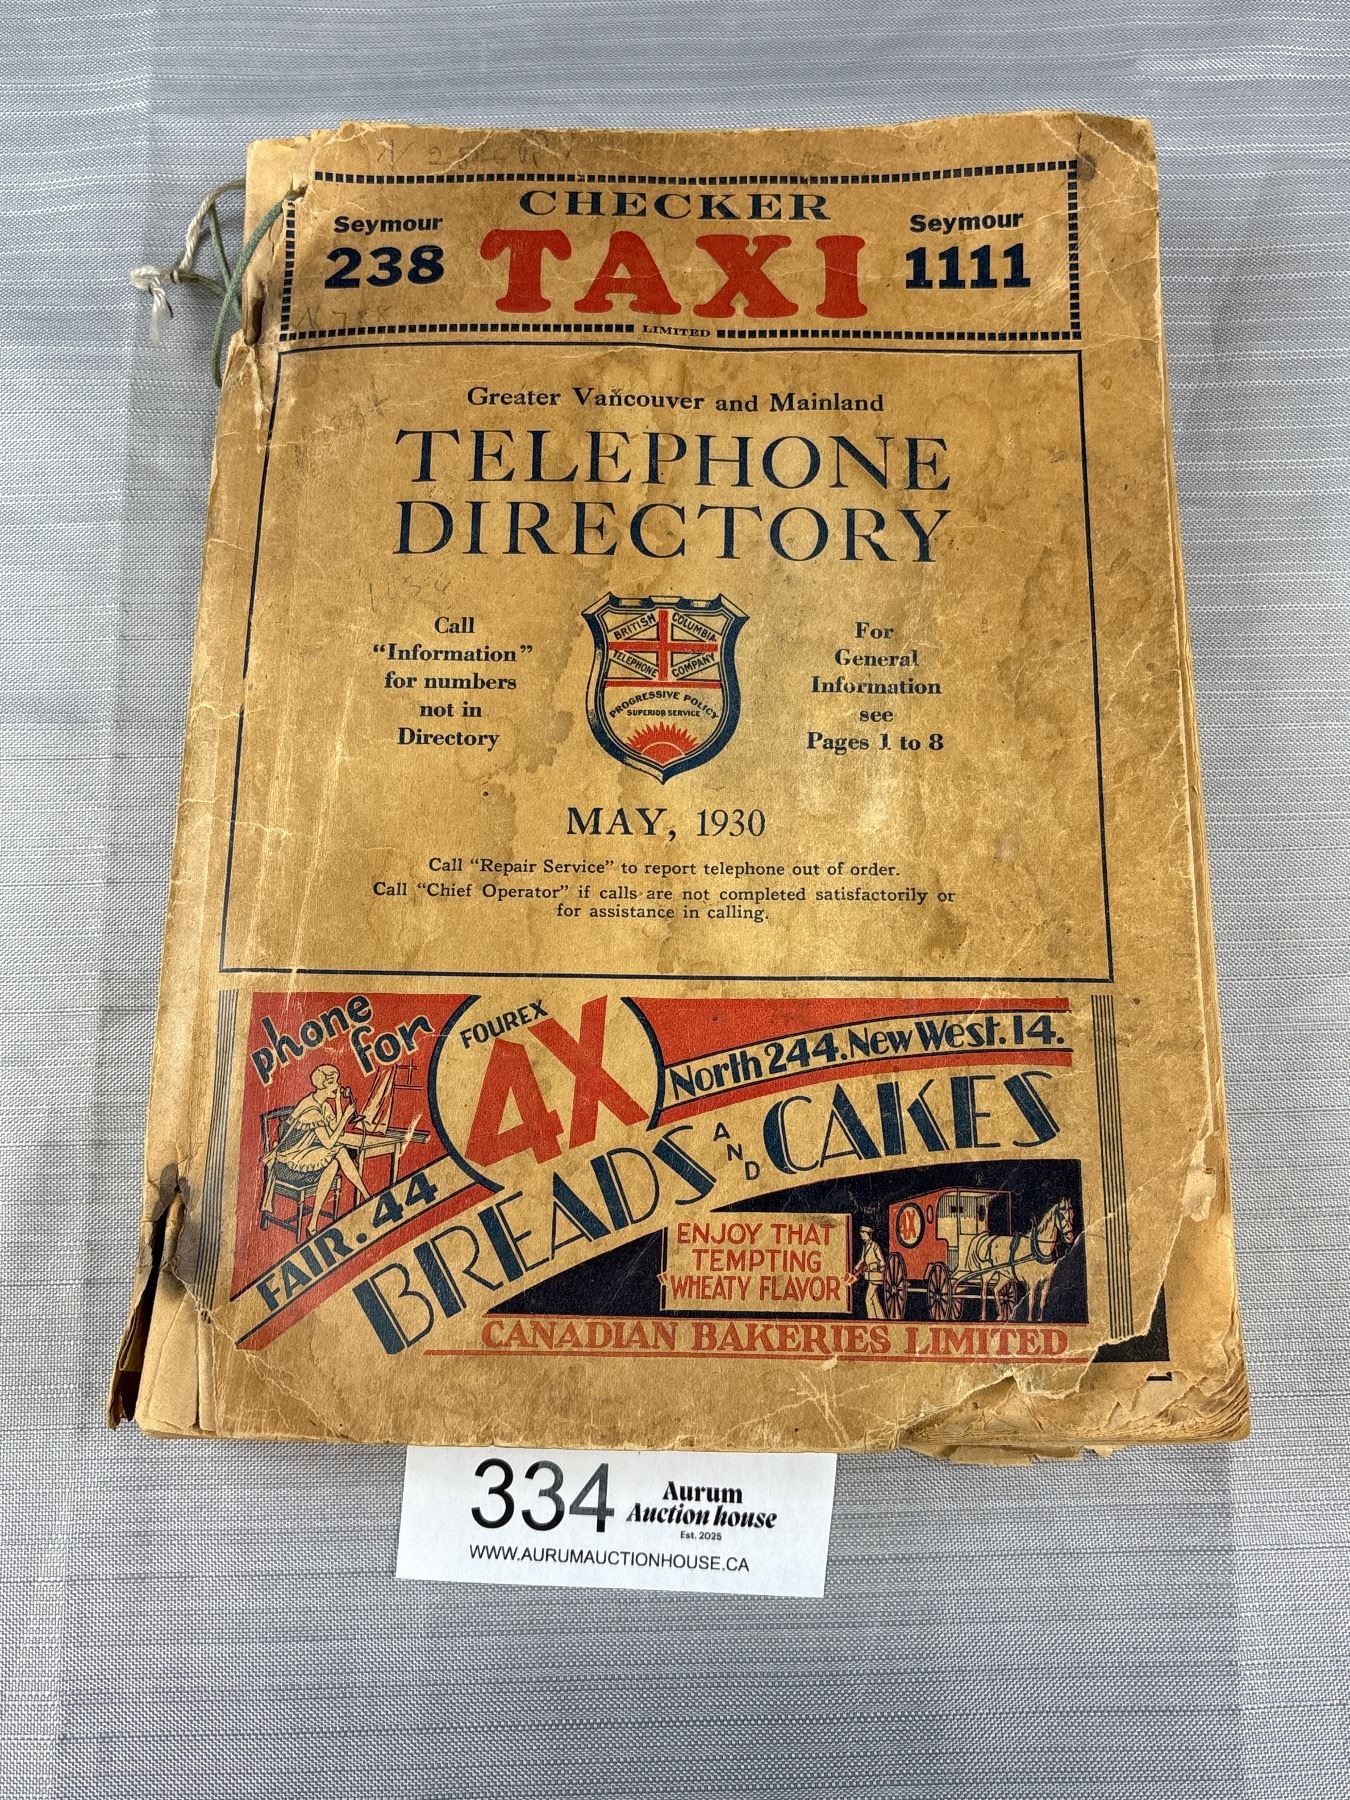 CHECKER
Seymour
238
TAXI
Seymour
1111
LIMITED
Greater Vancouver and Mainland
TELEPHONE
DIRECTORY
Call
"Information"
for numbers
not in
Directory
BRITISH COLUMBIA
TELEPHONE COMPANY
PROGRESSIVE POLICY
SUPERIOR SERVICE
For
General
Information
see
Pages 1 to 8
MAY, 1930
Call "Repair Service" to report telephone out of order.
Call "Chief Operator" if calls are not completed satisfactorily or
for assistance in calling.
phone
for
FOUREX
4X
North 244. New West. 14.
FAIR. 44
BREADS AND CAKES
ENJOY THAT
TEMPTING
"WHEATY FLAVOR"
4X
CANADIAN BAKERIES LIMITED
334
Aurum
Auction house
Est. 2025
WWW.AURUMAUCTIONHOUSE.CA